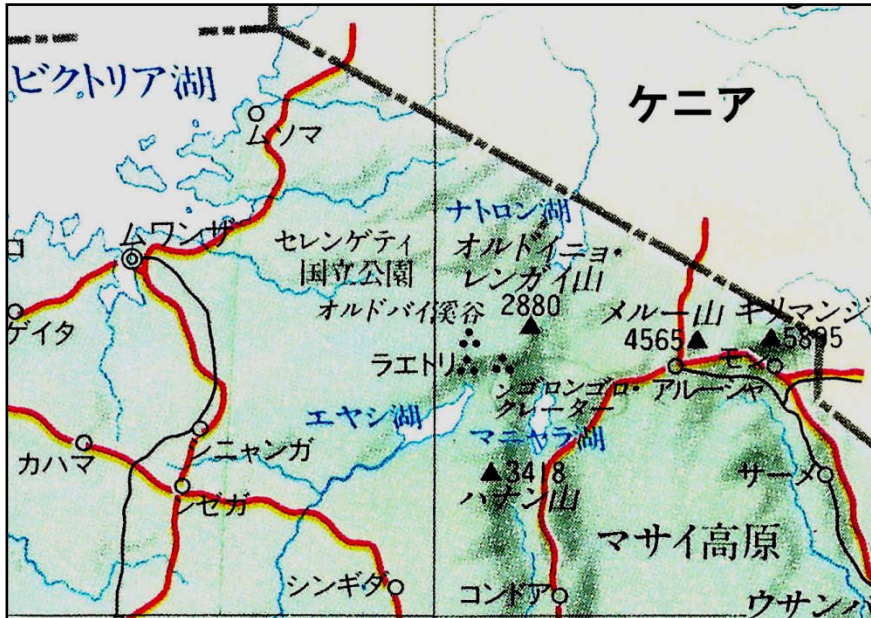 ビクトリア湖
ケニア
ムソマ
ナトロン湖
ムワンザ
セレンゲティ
国立公園
オルドイニョ・
レンガイ山
2880
コ
ゲイタ
オルドバイ渓谷
メルー山
4565
キリマンジ
5895
ラエトリ
モシ
ンゴロンゴロ・
クレーター
アルーシャ
エヤシ湖
マニヤラ湖
カハマ
シニャンガ
3418
ハナン山
サーメ
シゼガ
マサイ高原
シンギダ
コンドア
ウサンバ